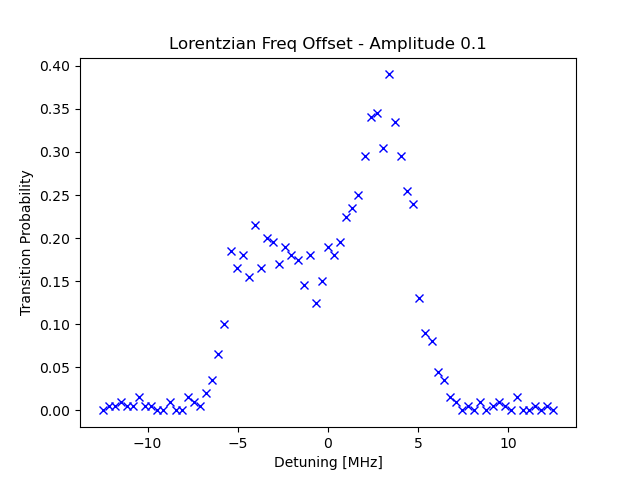 Lorentzian Freq Offset - Amplitude 0.1
0.40
0.35
0.30
0.25
0.20
0.15
0.10
0.05
0.00
Transition Probability
−10 −5 0 5 10
Detuning [MHz]